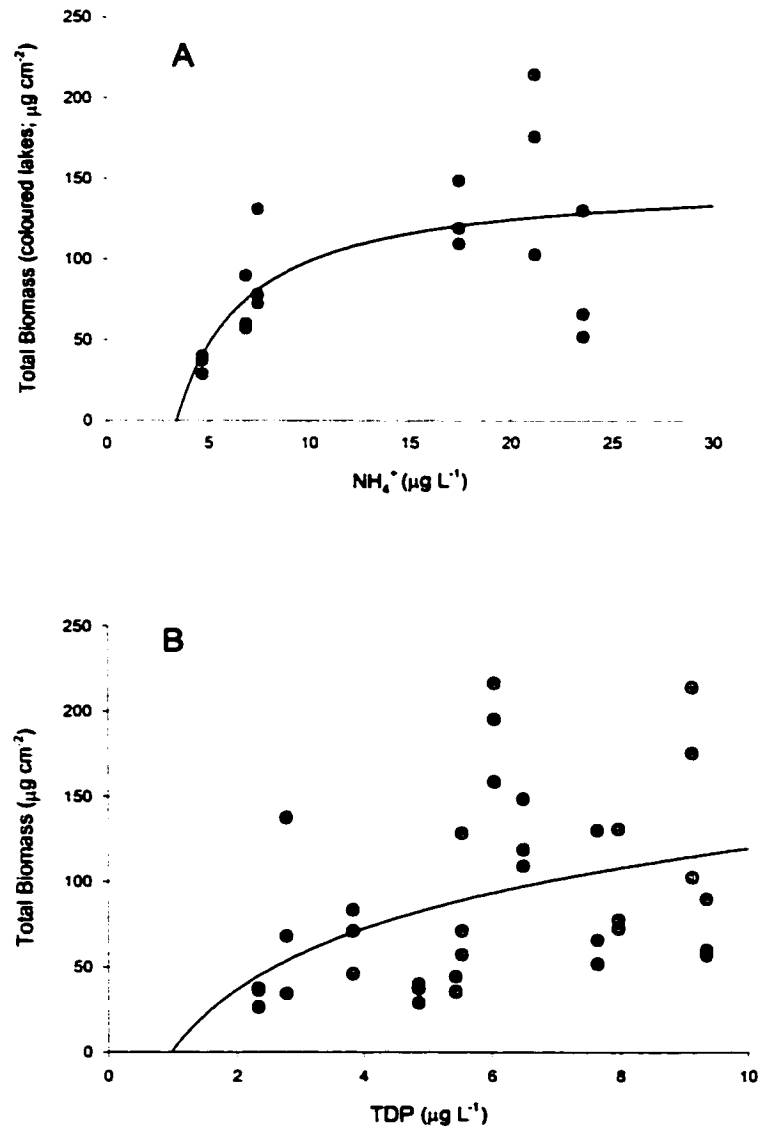 A
Total Biomass (coloured lakes; µg cm⁻²)
250
200
150
100
50
0
0 5 10 15 20 25 30
NH₄⁺ (µg L⁻¹)
B
Total Biomass (µg cm⁻²)
250
200
150
100
50
0
0 2 4 6 8 10
TDP (µg L⁻¹)